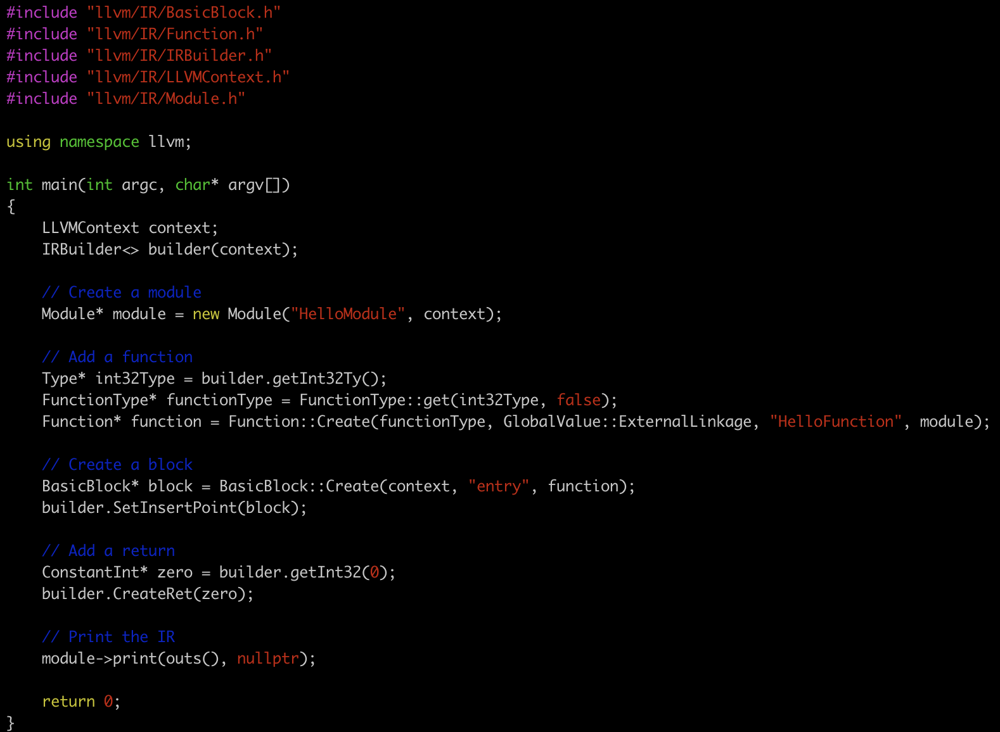 #include "llvm/IR/BasicBlock.h"
#include "llvm/IR/Function.h"
#include "llvm/IR/IRBuilder.h"
#include "llvm/IR/LLVMContext.h"
#include "llvm/IR/Module.h"

using namespace llvm;

int main(int argc, char* argv[])
{
    LLVMContext context;
    IRBuilder<> builder(context);

    // Create a module
    Module* module = new Module("HelloModule", context);

    // Add a function
    Type* int32Type = builder.getInt32Ty();
    FunctionType* functionType = FunctionType::get(int32Type, false);
    Function* function = Function::Create(functionType, GlobalValue::ExternalLinkage, "HelloFunction", module);

    // Create a block
    BasicBlock* block = BasicBlock::Create(context, "entry", function);
    builder.SetInsertPoint(block);

    // Add a return
    ConstantInt* zero = builder.getInt32(0);
    builder.CreateRet(zero);

    // Print the IR
    module->print(outs(), nullptr);

    return 0;
}